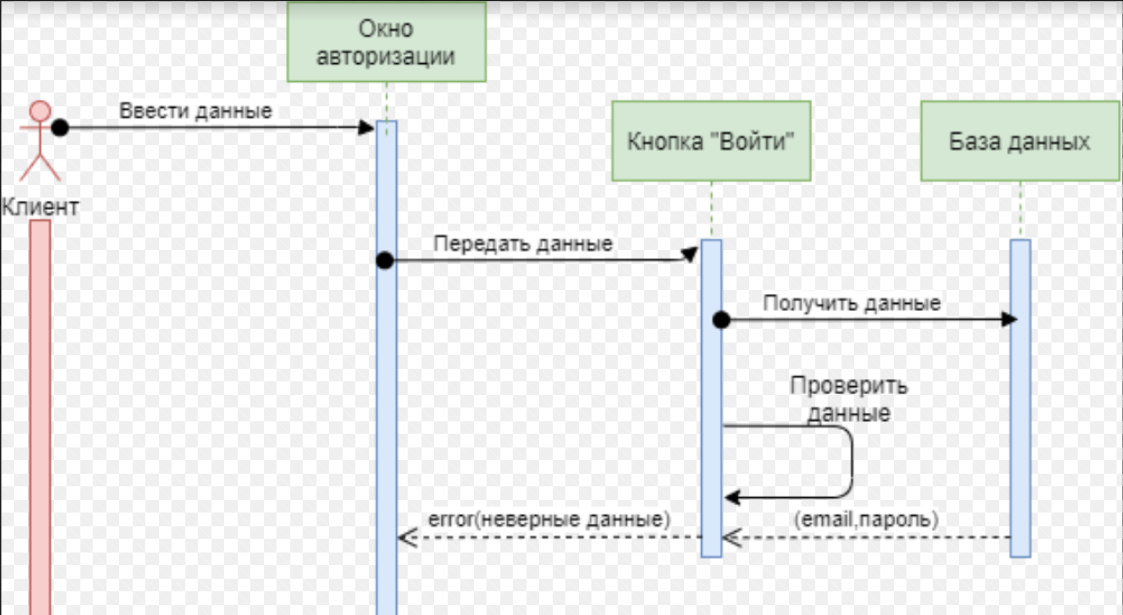 Окно
авторизации
Ввести данные
Кнопка "Войти"
База данных
Клиент
Передать данные
Получить данные
Проверить
данные
error(неверные данные)
(email,пароль)